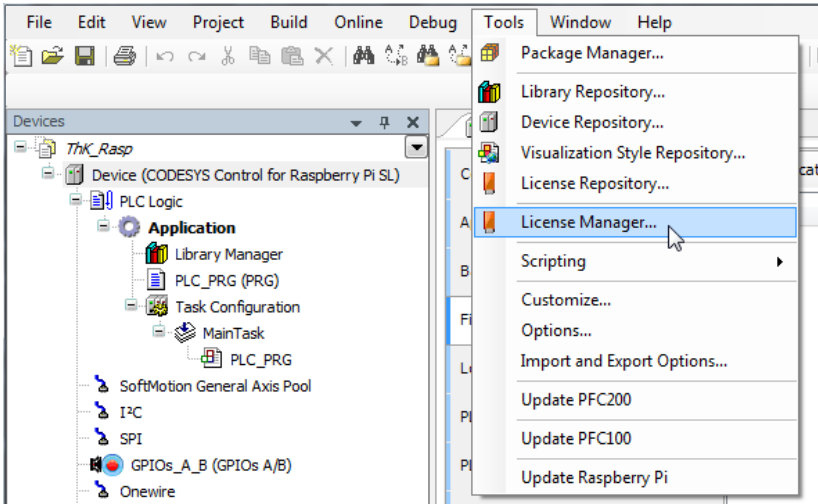 File Edit View Project Build Online Debug Tools Window Help
Package Manager...
Library Repository...
Device Repository...
Visualization Style Repository...
License Repository...
License Manager...
Scripting
Customize...
Options...
Import and Export Options...
Update PFC200
Update PFC100
Update Raspberry Pi
Devices
ThK_Rasp
Device (CODESYS Control for Raspberry Pi SL)
PLC Logic
Application
Library Manager
PLC_PRG (PRG)
Task Configuration
MainTask
PLC_PRG
SoftMotion General Axis Pool
I²C
SPI
GPIOs_A_B (GPIOs A/B)
Onewire